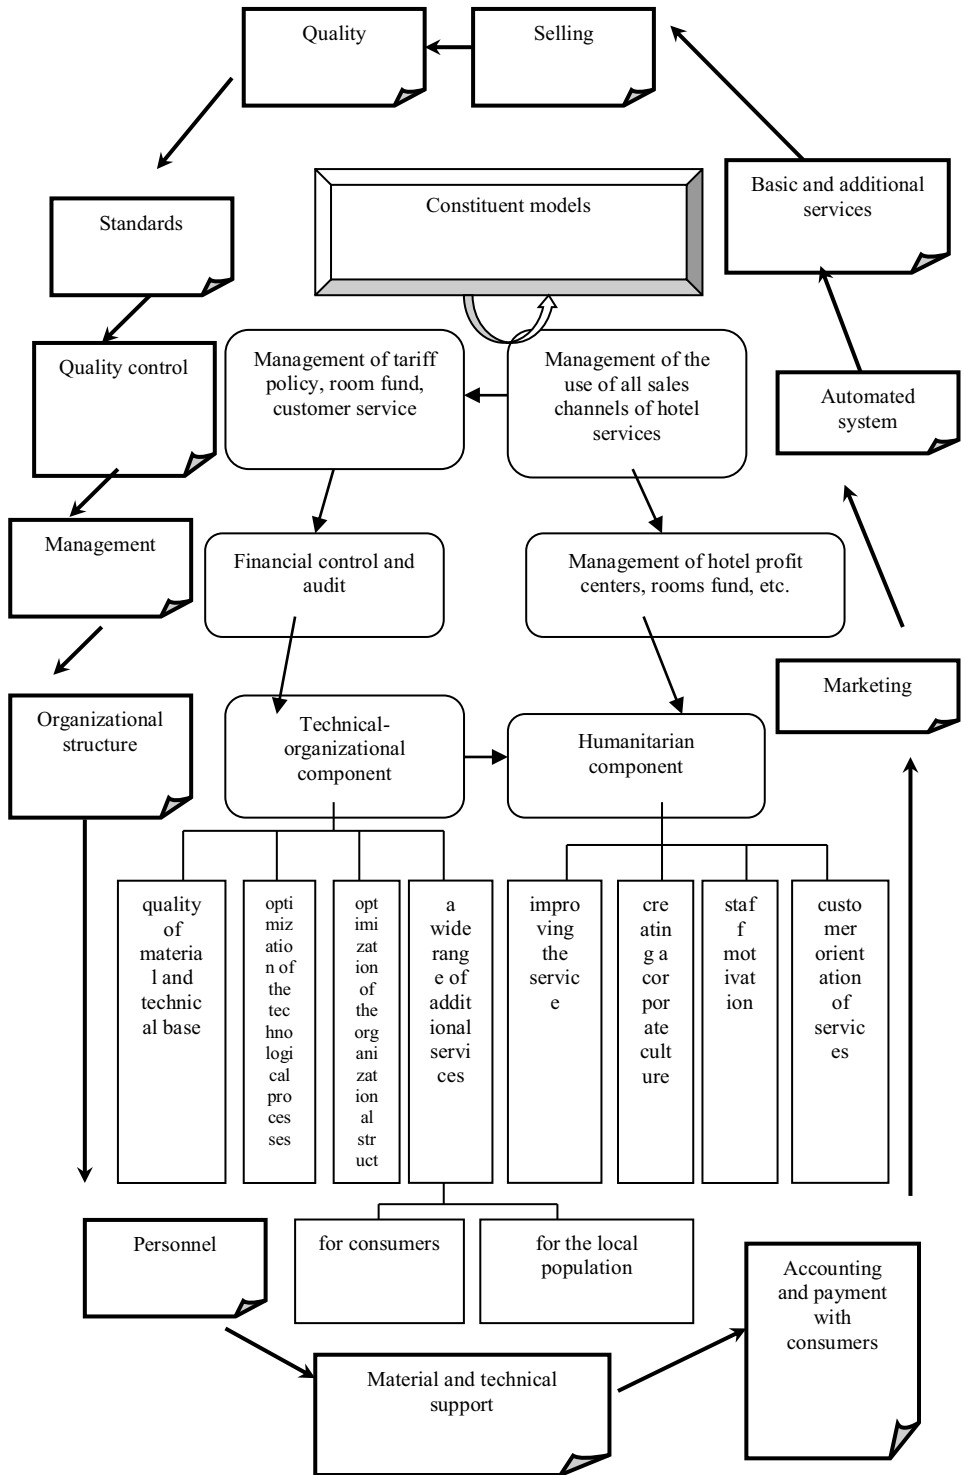 Quality
Selling
Basic and additional
services
Constituent models
Standards
Quality control
Management of tariff
policy, room fund,
customer service
Management of the
use of all sales
channels of hotel
services
Automated
system
Management
Financial control and
audit
Management of hotel profit
centers, rooms fund, etc.
Marketing
Organizational
structure
Technical-
organizational
component
Humanitarian
component
quality
of
materia
l and
technic
al base
opti
miz
atio
n of
the
tec
hno
logi
cal
pro
ces
ses
opt
imi
zat
ion
of
the
org
ani
zat
ion
al
str
uct
a
wide
rang
e of
addit
ional
servi
ces
impro
ving
the
servic
e
cre
atin
g a
cor
por
ate
cult
ure
staf
f
mot
ivat
ion
custo
mer
orient
ation
of
servic
es
Personnel
for consumers
for the local
population
Accounting
and payment
with
consumers
Material and technical
support